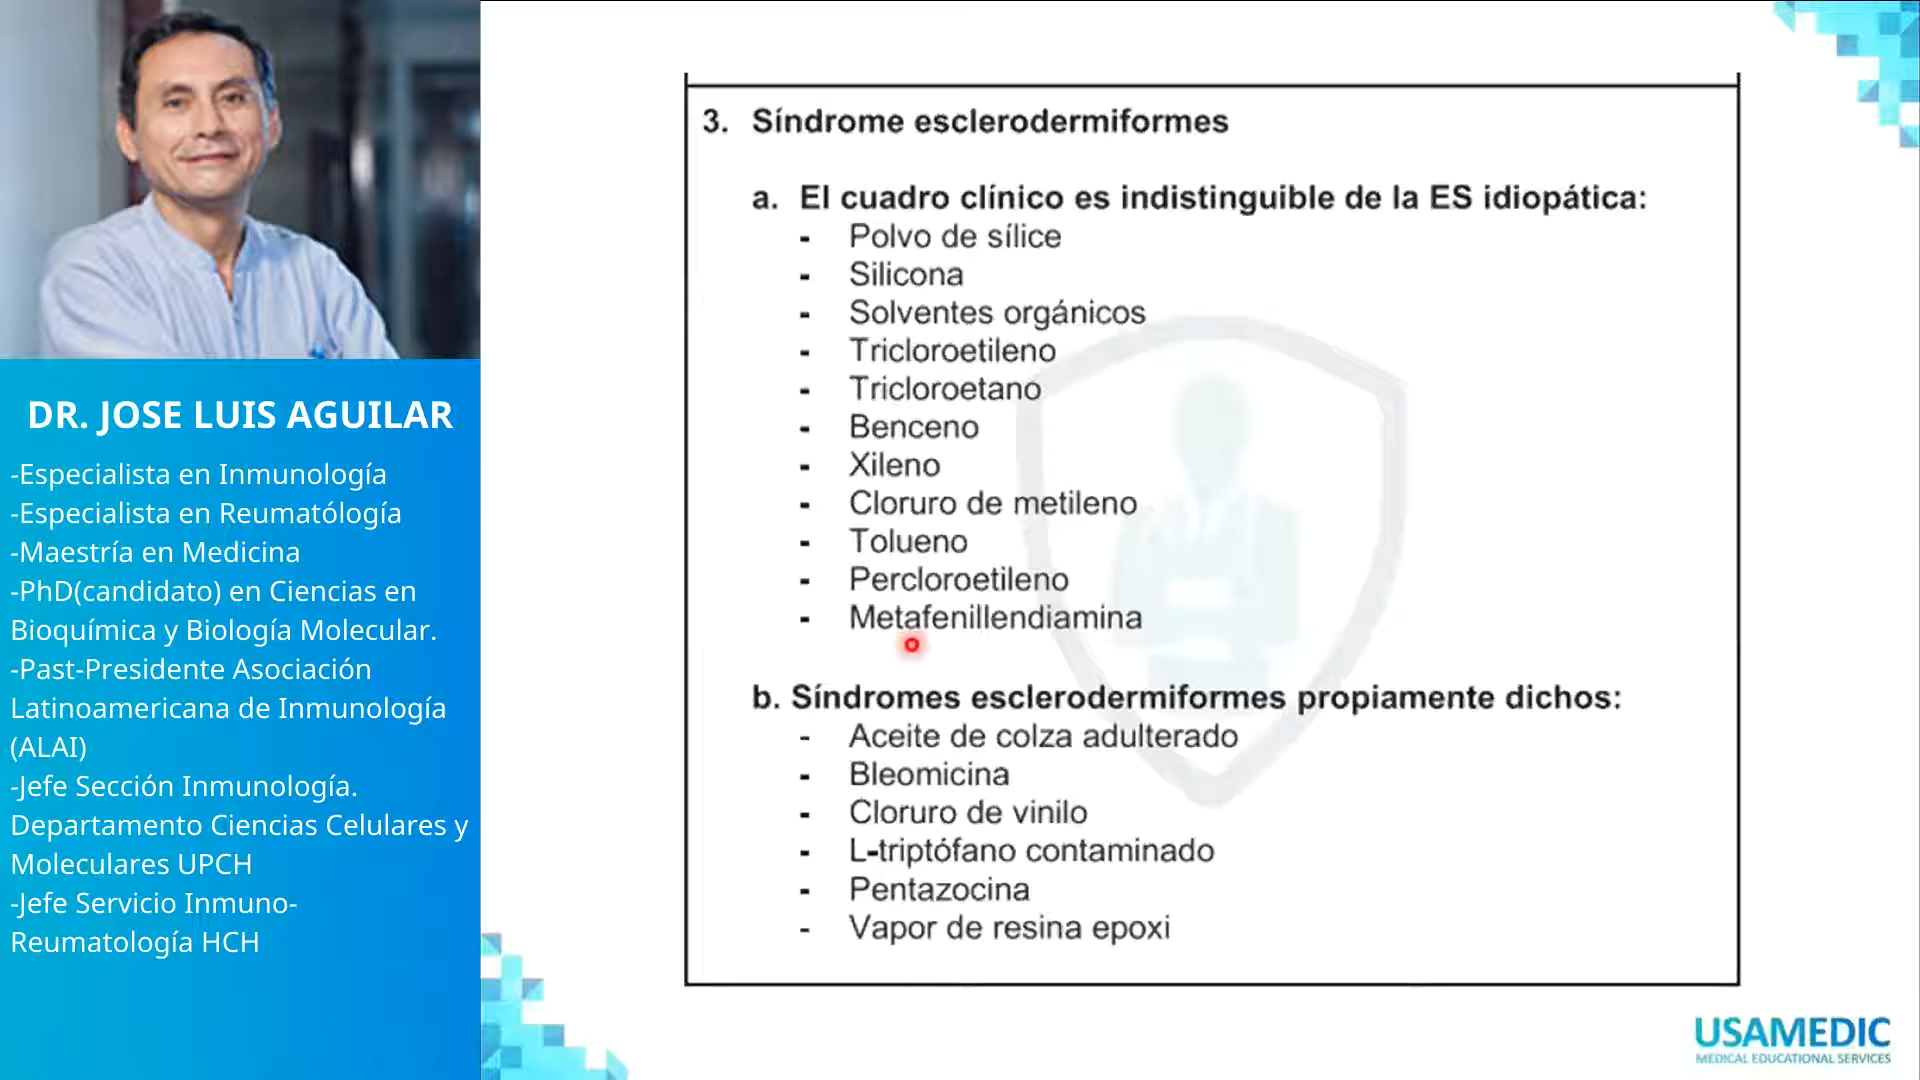 DR. JOSE LUIS AGUILAR
-Especialista en Inmunología
-Especialista en Reumatólogía
-Maestría en Medicina
-PhD(candidato) en Ciencias en
Bioquímica y Biología Molecular.
-Past-Presidente Asociación
Latinoamericana de Inmunología
(ALAI)
-Jefe Sección Inmunología.
Departamento Ciencias Celulares y
Moleculares UPCH
-Jefe Servicio Inmuno-
Reumatología HCH
3. Síndrome esclerodermiformes
a. El cuadro clínico es indistinguible de la ES idiopática:
- Polvo de sílice
- Silicona
- Solventes orgánicos
- Tricloroetileno
- Tricloroetano
- Benceno
- Xileno
- Cloruro de metileno
- Tolueno
- Percloroetileno
- Metafenillendiamina
b. Síndromes esclerodermiformes propiamente dichos:
- Aceite de colza adulterado
- Bleomicina
- Cloruro de vinilo
- L-triptófano contaminado
- Pentazocina
- Vapor de resina epoxi
USAMEDIC
MEDICAL EDUCATIONAL SERVICES